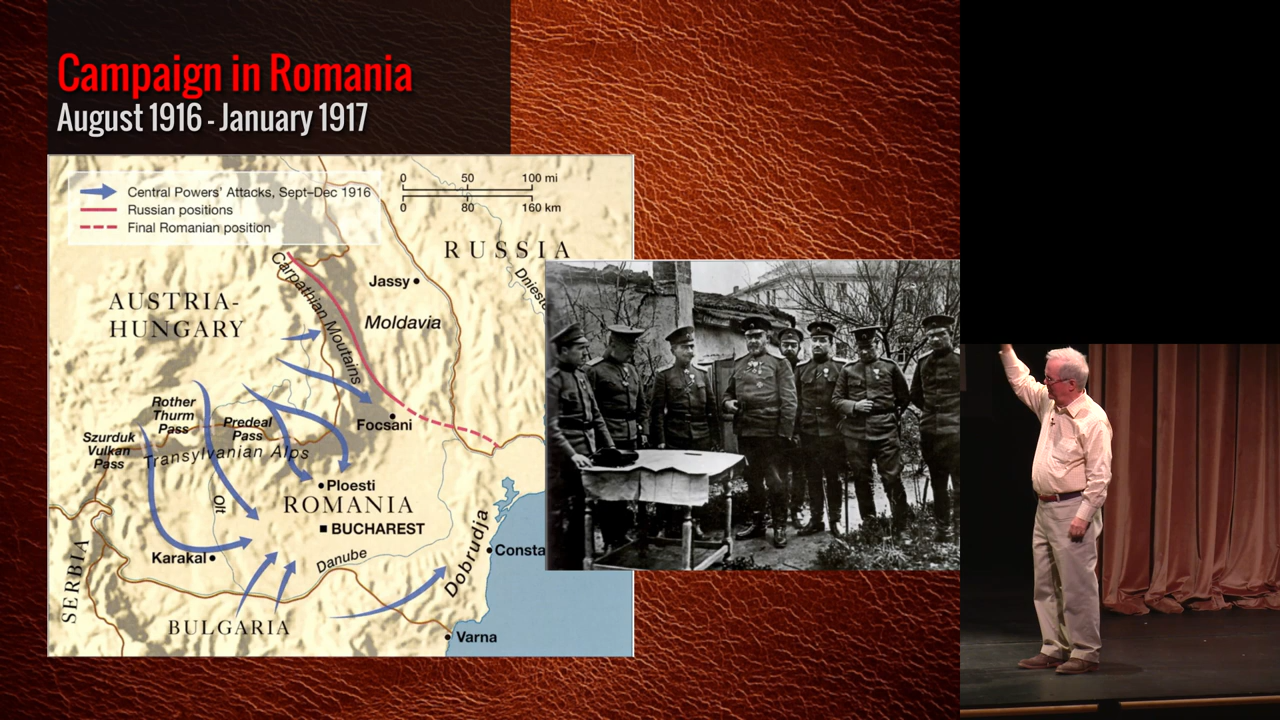 Campaign in Romania
August 1916 - January 1917
Central Powers' Attacks, Sept–Dec 1916
Russian positions
Final Romanian position
0 50 100 mi
0 80 160 km
RUSSIA
Carpathian Moutains
Jassy
Dnieste
AUSTRIA-
HUNGARY
Moldavia
Rother
Thurm
Pass
Predeal
Pass
Focsani
Szurduk
Vulkan
Pass
Transylvanian Alps
Ploesti
Olt
ROMANIA
BUCHAREST
Dobrudja
Consta
SERBIA
Karakal
Danube
BULGARIA
Varna